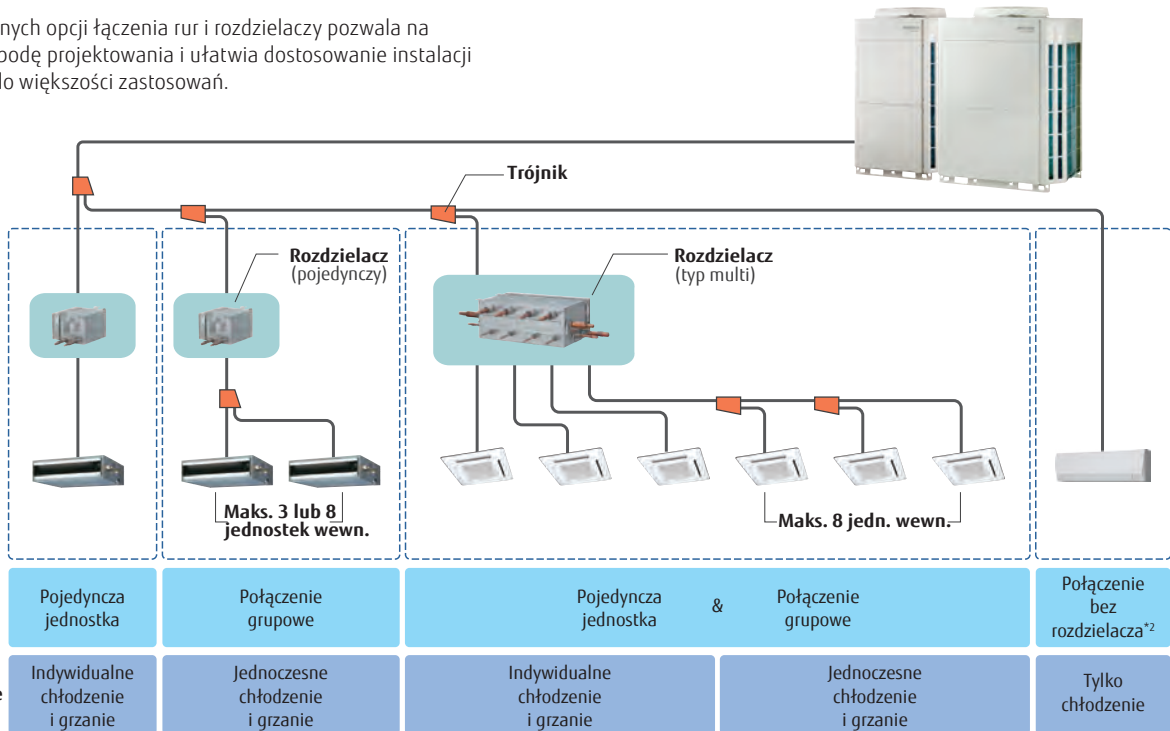 nych opcji łączenia rur i rozdzielaczy pozwala na
bodę projektowania i ułatwia dostosowanie instalacji
do większości zastosowań.
Trójnik
Rozdzielacz
(pojedynczy)
Rozdzielacz
(typ multi)
Maks. 3 lub 8
jednostek wewn.
Maks. 8 jedn. wewn.
Pojedyncza
jednostka
Połączenie
grupowe
Pojedyncza
jednostka
&
Połączenie
grupowe
Połączenie
bez
rozdzielacza*2
e
Indywidualne
chłodzenie
i grzanie
Jednoczesne
chłodzenie
i grzanie
Indywidualne
chłodzenie
i grzanie
Jednoczesne
chłodzenie
i grzanie
Tylko
chłodzenie